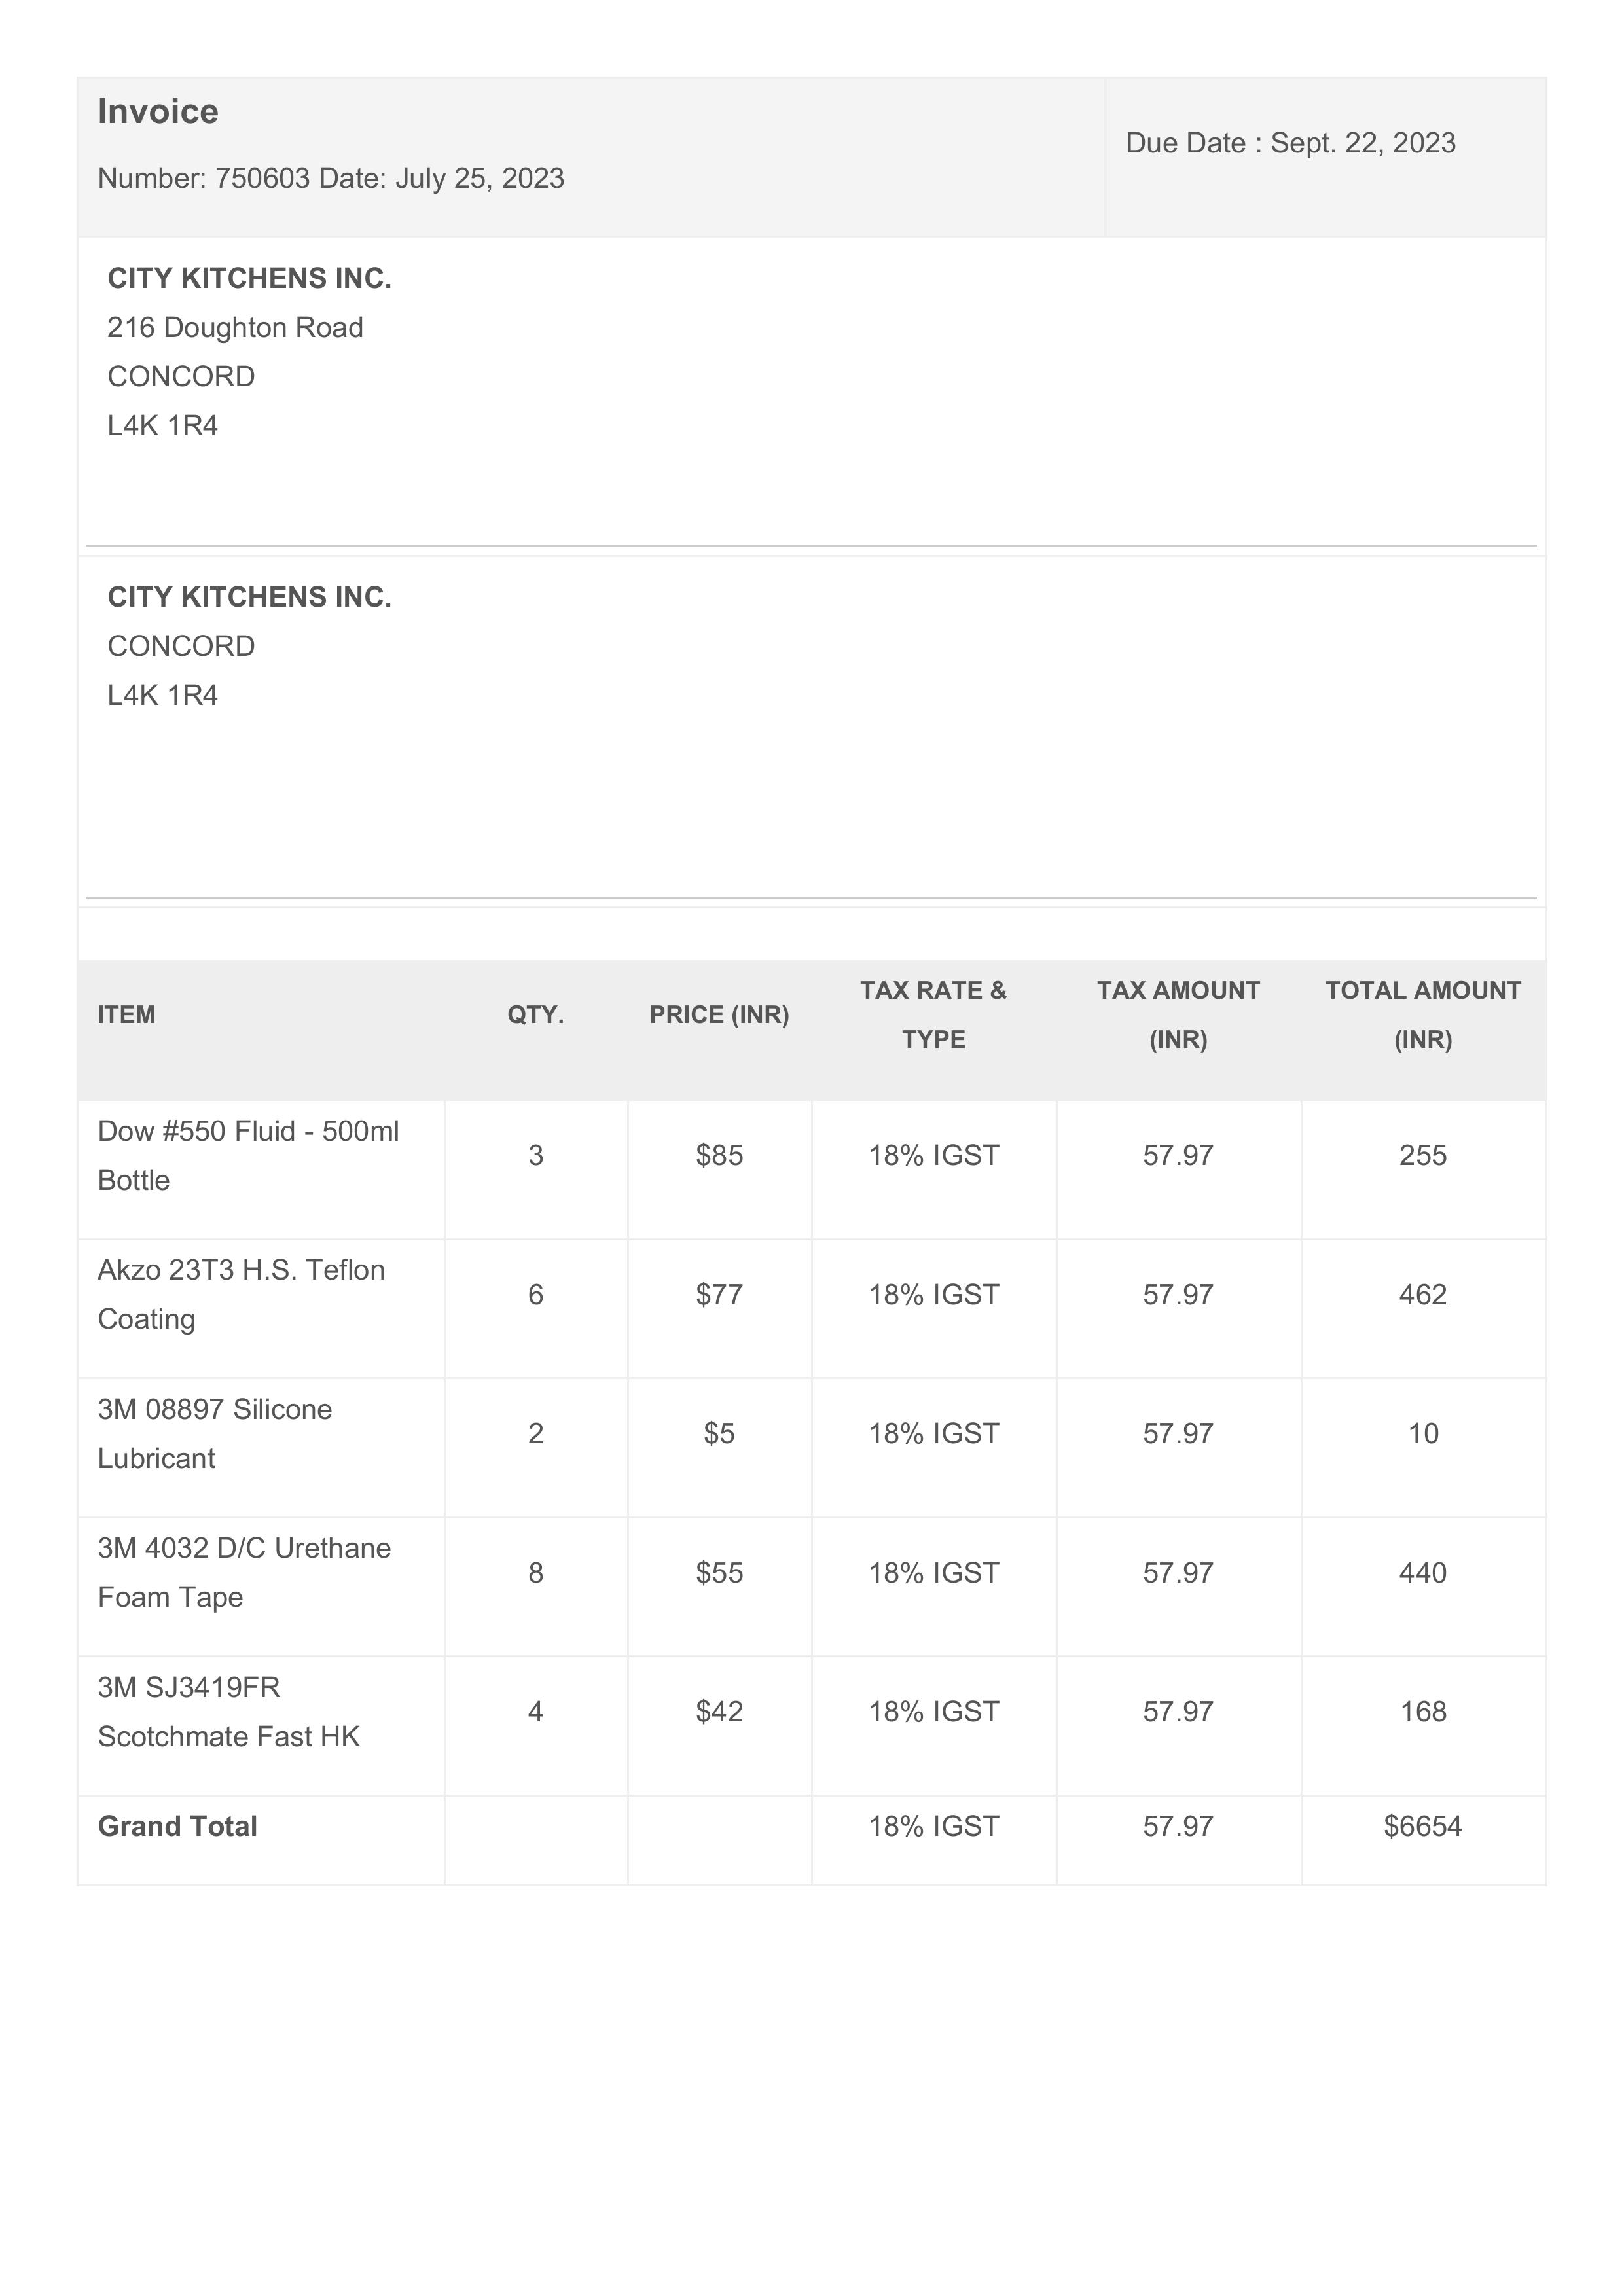 Invoice
Number: 750603 Date: July 25, 2023
Due Date : Sept. 22, 2023
CITY KITCHENS INC.
216 Doughton Road
CONCORD
L4K 1R4
CITY KITCHENS INC.
CONCORD
L4K 1R4
ITEM QTY. PRICE (INR) TAX RATE & TYPE TAX AMOUNT (INR) TOTAL AMOUNT (INR)
Dow #550 Fluid - 500ml
Bottle
3 $85 18% IGST 57.97 255
Akzo 23T3 H.S. Teflon
Coating
6 $77 18% IGST 57.97 462
3M 08897 Silicone
Lubricant
2 $5 18% IGST 57.97 10
3M 4032 D/C Urethane
Foam Tape
8 $55 18% IGST 57.97 440
3M SJ3419FR
Scotchmate Fast HK
4 $42 18% IGST 57.97 168
Grand Total 18% IGST 57.97 $6654